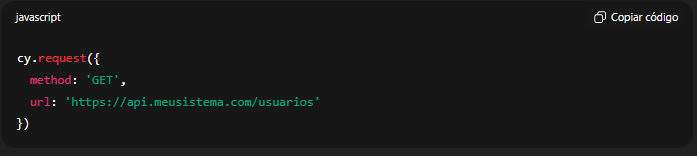 javascript
Copiar código
cy.request({
  method: 'GET',
  url: 'https://api.meusistema.com/usuarios'
})